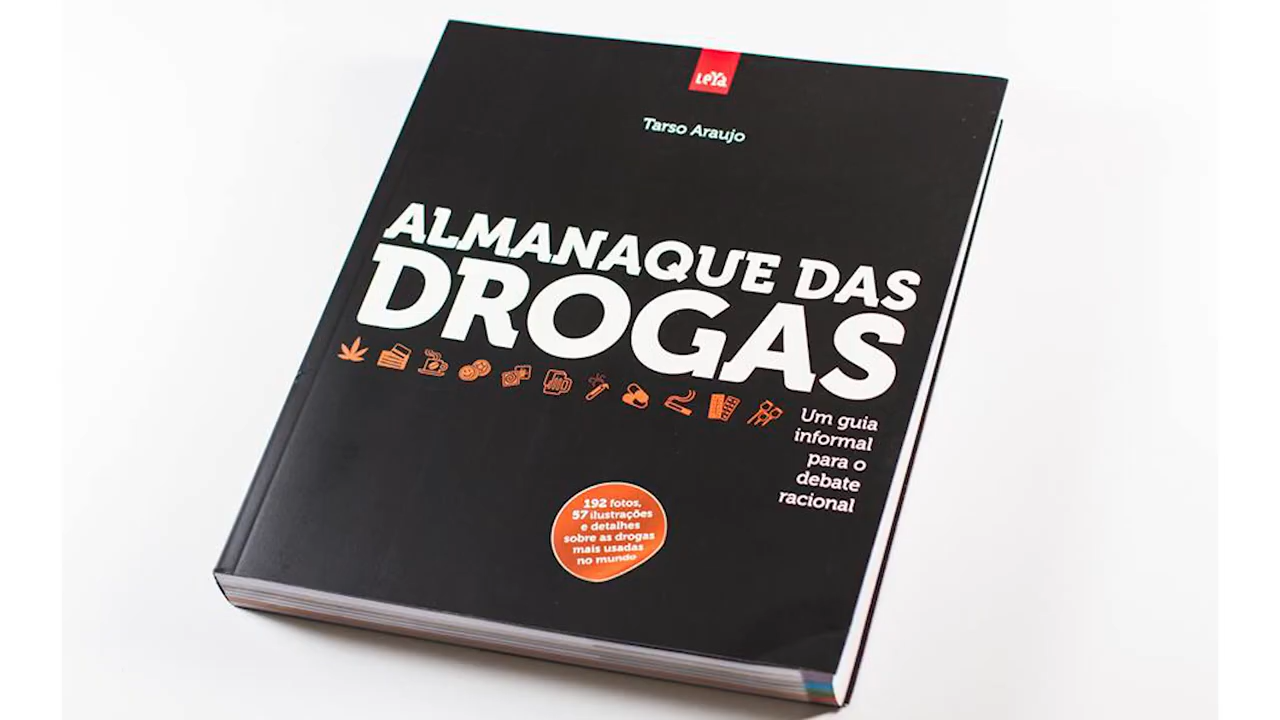 LeYa
Tarso Araujo
ALMANAQUE DAS
DROGAS
Um guia
informal
para o
debate
racional
192 fotos,
57 ilustrações
e detalhes
sobre as drogas
mais usadas
no mundo